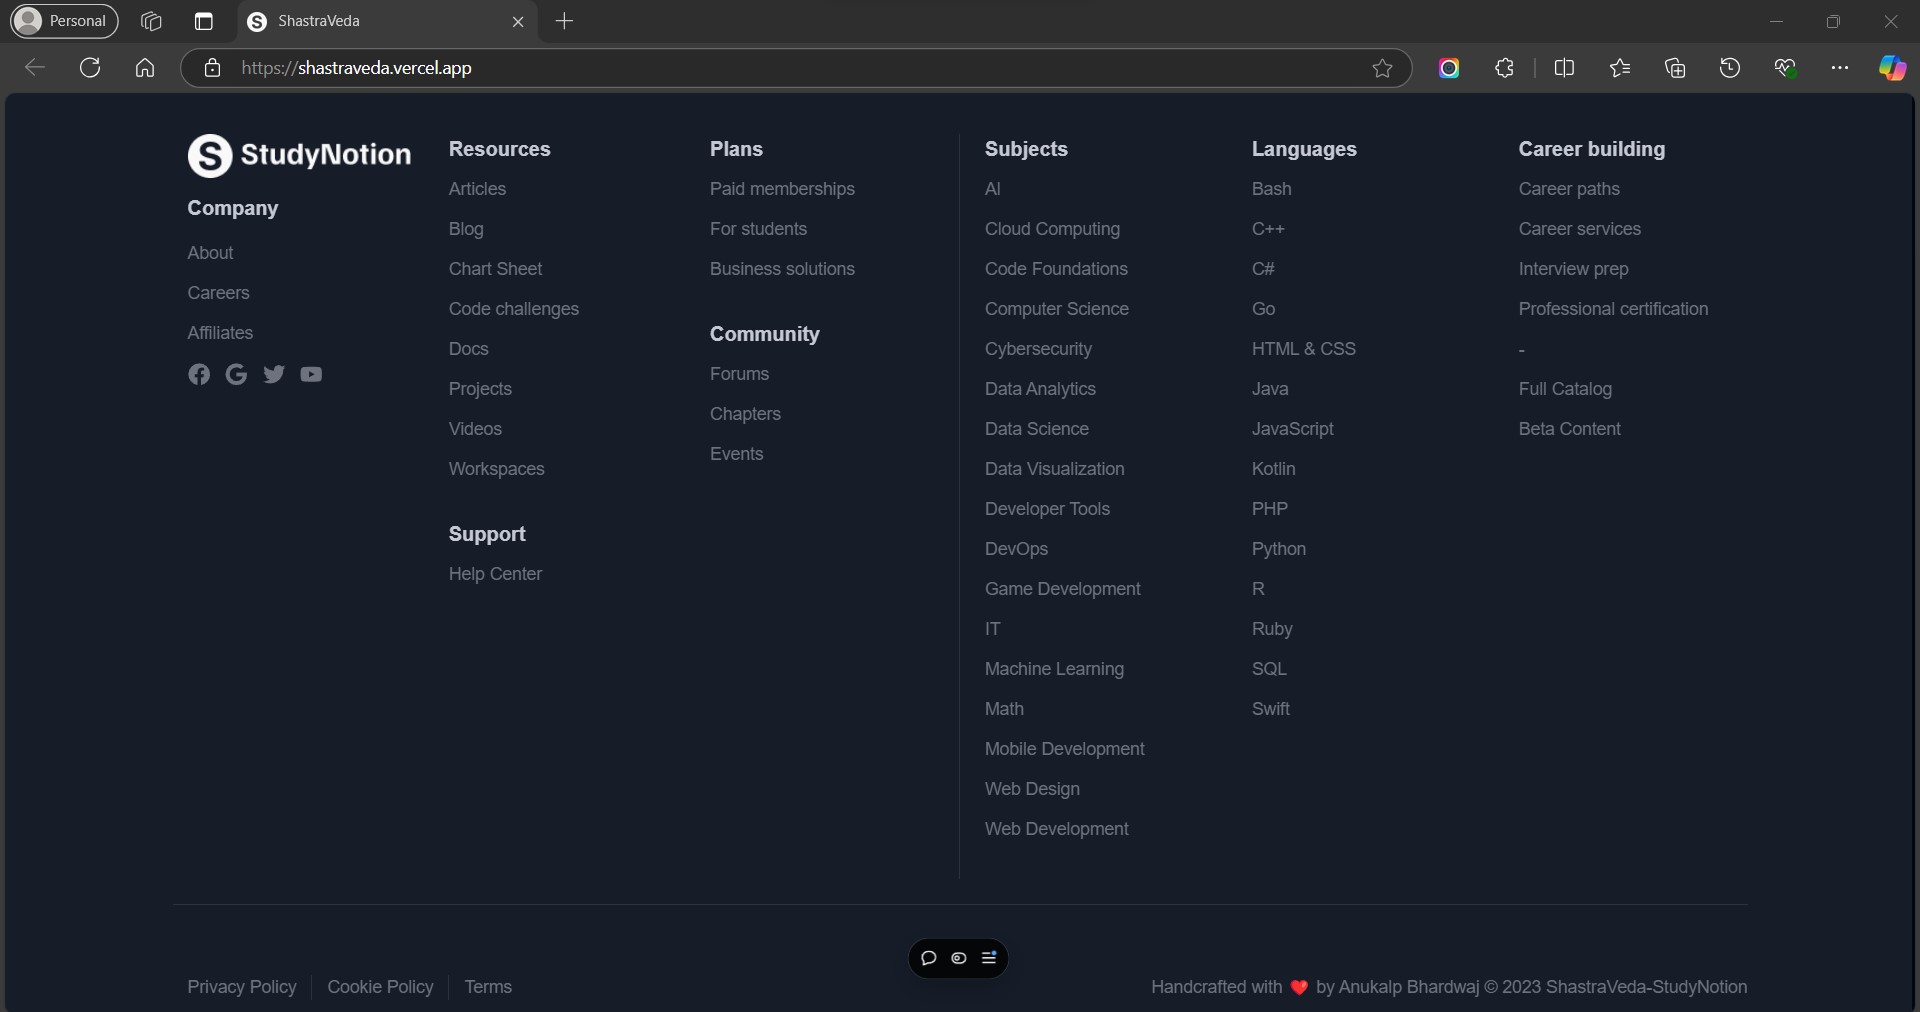 Personal
ShastraVeda
https://shastraveda.vercel.app
StudyNotion
Company
About
Careers
Affiliates
Resources
Articles
Blog
Chart Sheet
Code challenges
Docs
Projects
Videos
Workspaces
Support
Help Center
Plans
Paid memberships
For students
Business solutions
Community
Forums
Chapters
Events
Subjects
AI
Cloud Computing
Code Foundations
Computer Science
Cybersecurity
Data Analytics
Data Science
Data Visualization
Developer Tools
DevOps
Game Development
IT
Machine Learning
Math
Mobile Development
Web Design
Web Development
Languages
Bash
C++
C#
Go
HTML & CSS
Java
JavaScript
Kotlin
PHP
Python
R
Ruby
SQL
Swift
Career building
Career paths
Career services
Interview prep
Professional certification
-
Full Catalog
Beta Content
Privacy Policy
Cookie Policy
Terms
Handcrafted with ❤️ by Anukalp Bhardwaj © 2023 ShastraVeda-StudyNotion